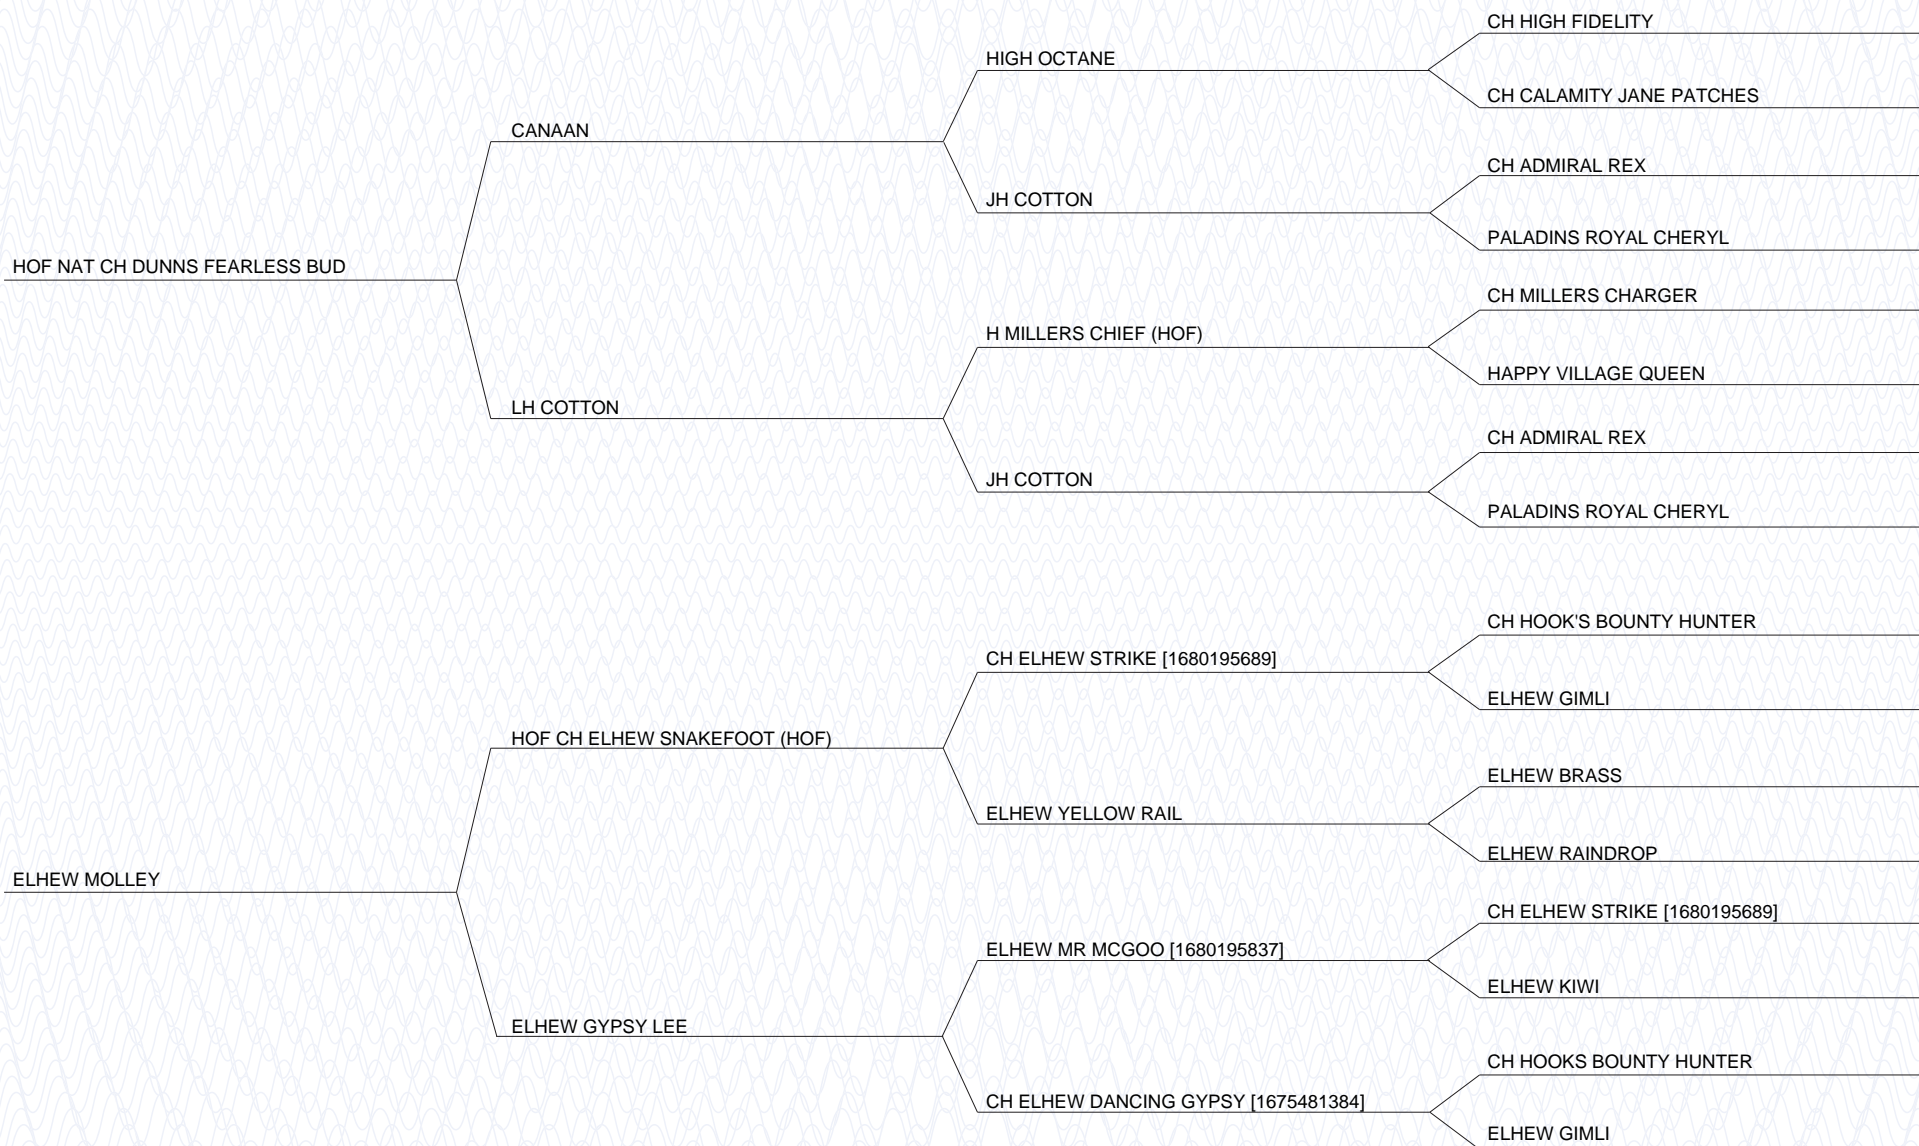 CH HIGH FIDELITY
HIGH OCTANE
CH CALAMITY JANE PATCHES
CANAAN
CH ADMIRAL REX
JH COTTON
PALADINS ROYAL CHERYL
HOF NAT CH DUNNS FEARLESS BUD
CH MILLERS CHARGER
H MILLERS CHIEF (HOF)
HAPPY VILLAGE QUEEN
LH COTTON
CH ADMIRAL REX
JH COTTON
PALADINS ROYAL CHERYL
CH HOOK'S BOUNTY HUNTER
CH ELHEW STRIKE [1680195689]
ELHEW GIMLI
HOF CH ELHEW SNAKEFOOT (HOF)
ELHEW BRASS
ELHEW YELLOW RAIL
ELHEW RAINDROP
ELHEW MOLLEY
CH ELHEW STRIKE [1680195689]
ELHEW MR MCGOO [1680195837]
ELHEW KIWI
ELHEW GYPSY LEE
CH HOOKS BOUNTY HUNTER
CH ELHEW DANCING GYPSY [1675481384]
ELHEW GIMLI